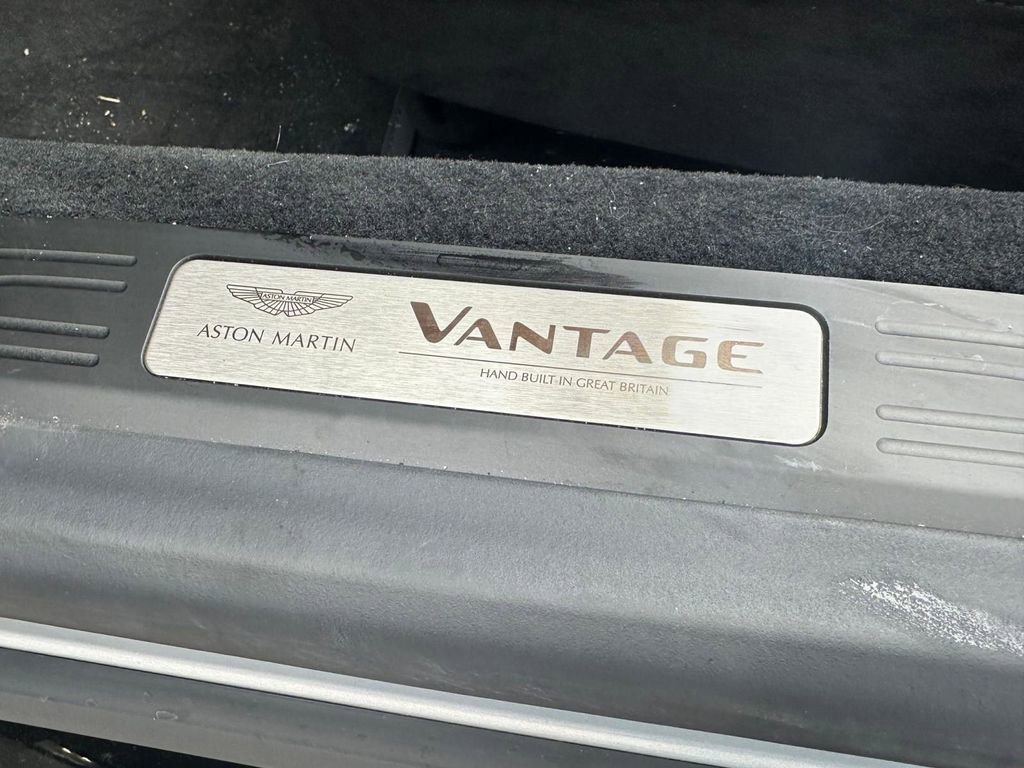 ASTON MARTIN
ASTON MARTIN
VANTAGE
HAND BUILT IN GREAT BRITAIN